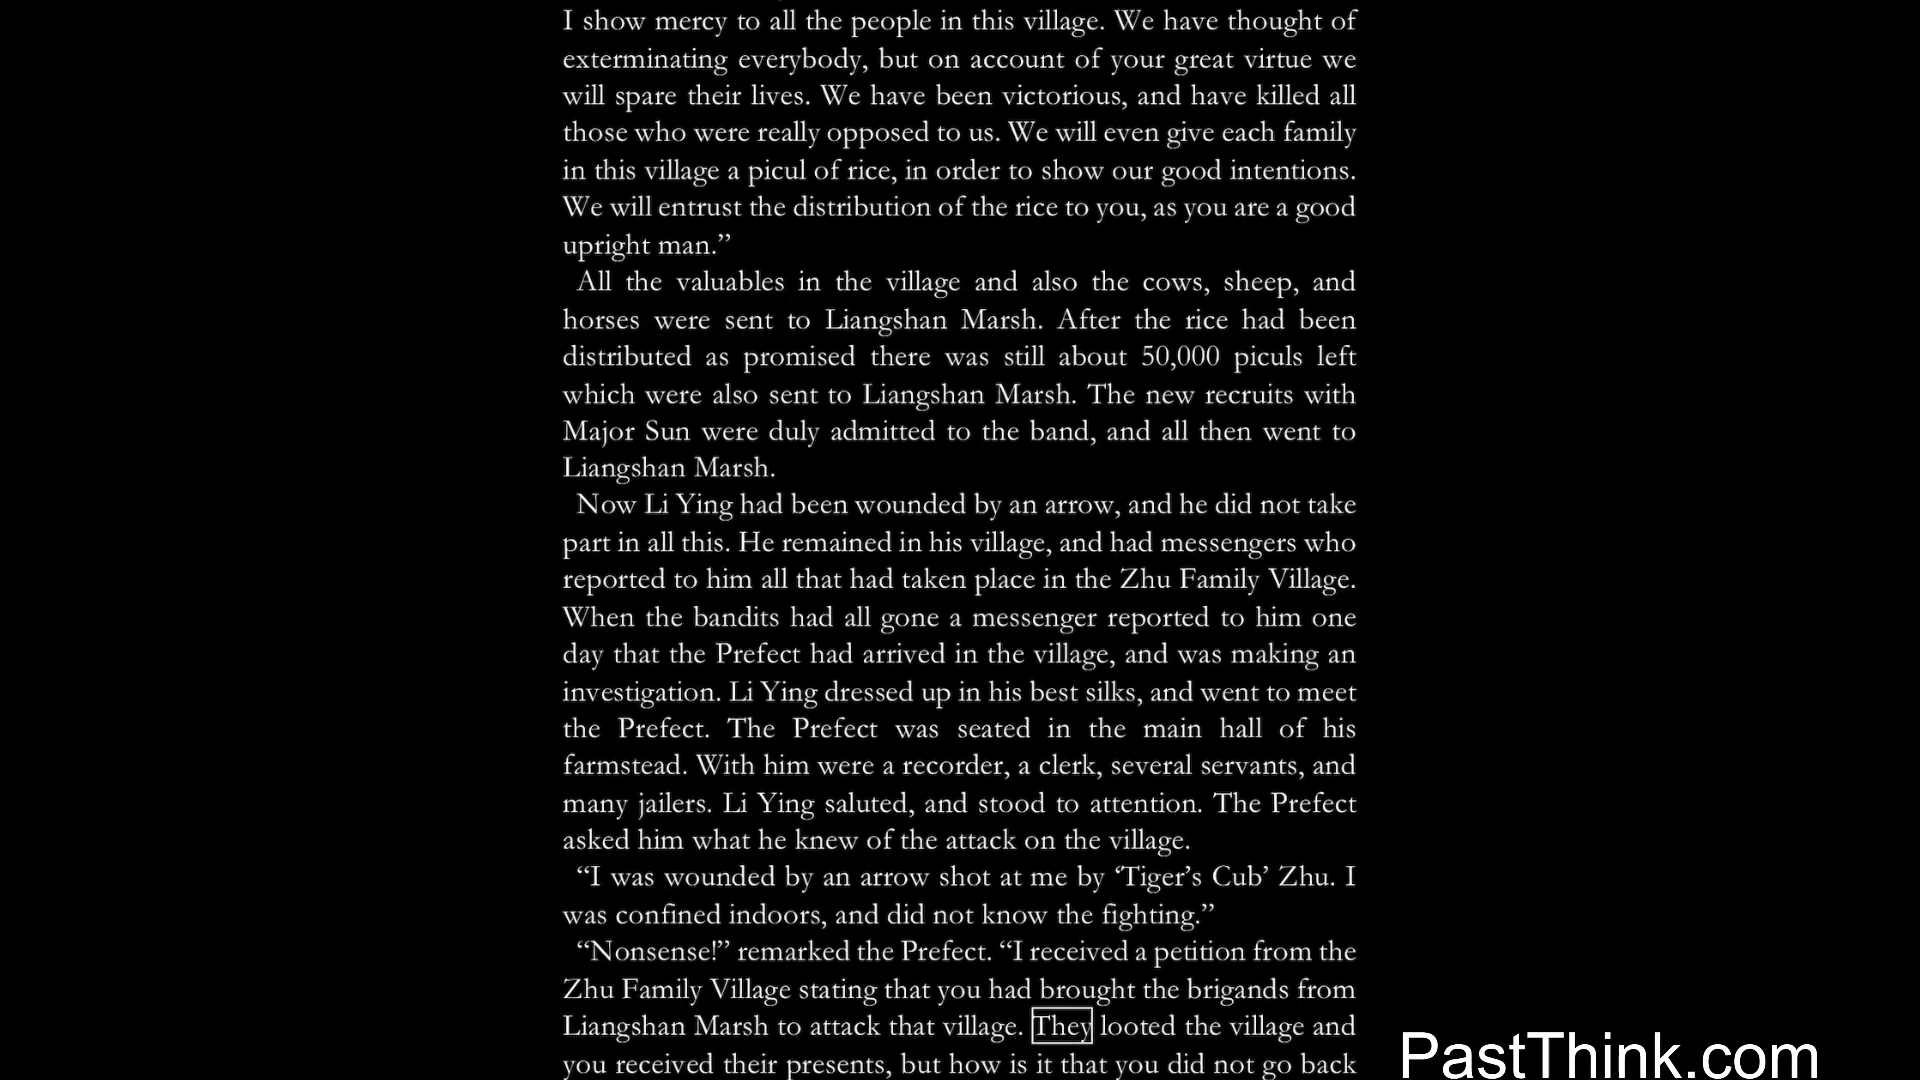 I show mercy to all the people in this village. We have thought of
exterminating everybody, but on account of your great virtue we
will spare their lives. We have been victorious, and have killed all
those who were really opposed to us. We will even give each family
in this village a picul of rice, in order to show our good intentions.
We will entrust the distribution of the rice to you, as you are a good
upright man.”
All the valuables in the village and also the cows, sheep, and
horses were sent to Liangshan Marsh. After the rice had been
distributed as promised there was still about 50,000 piculs left
which were also sent to Liangshan Marsh. The new recruits with
Major Sun were duly admitted to the band, and all then went to
Liangshan Marsh.
Now Li Ying had been wounded by an arrow, and he did not take
part in all this. He remained in his village, and had messengers who
reported to him all that had taken place in the Zhu Family Village.
When the bandits had all gone a messenger reported to him one
day that the Prefect had arrived in the village, and was making an
investigation. Li Ying dressed up in his best silks, and went to meet
the Prefect. The Prefect was seated in the main hall of his
farmstead. With him were a recorder, a clerk, several servants, and
many jailers. Li Ying saluted, and stood to attention. The Prefect
asked him what he knew of the attack on the village.
“I was wounded by an arrow shot at me by ‘Tiger’s Cub’ Zhu. I
was confined indoors, and did not know the fighting.”
“Nonsense!” remarked the Prefect. “I received a petition from the
Zhu Family Village stating that you had brought the brigands from
Liangshan Marsh to attack that village. They looted the village and
you received their presents, but how is it that you did not go back
PastThink.com